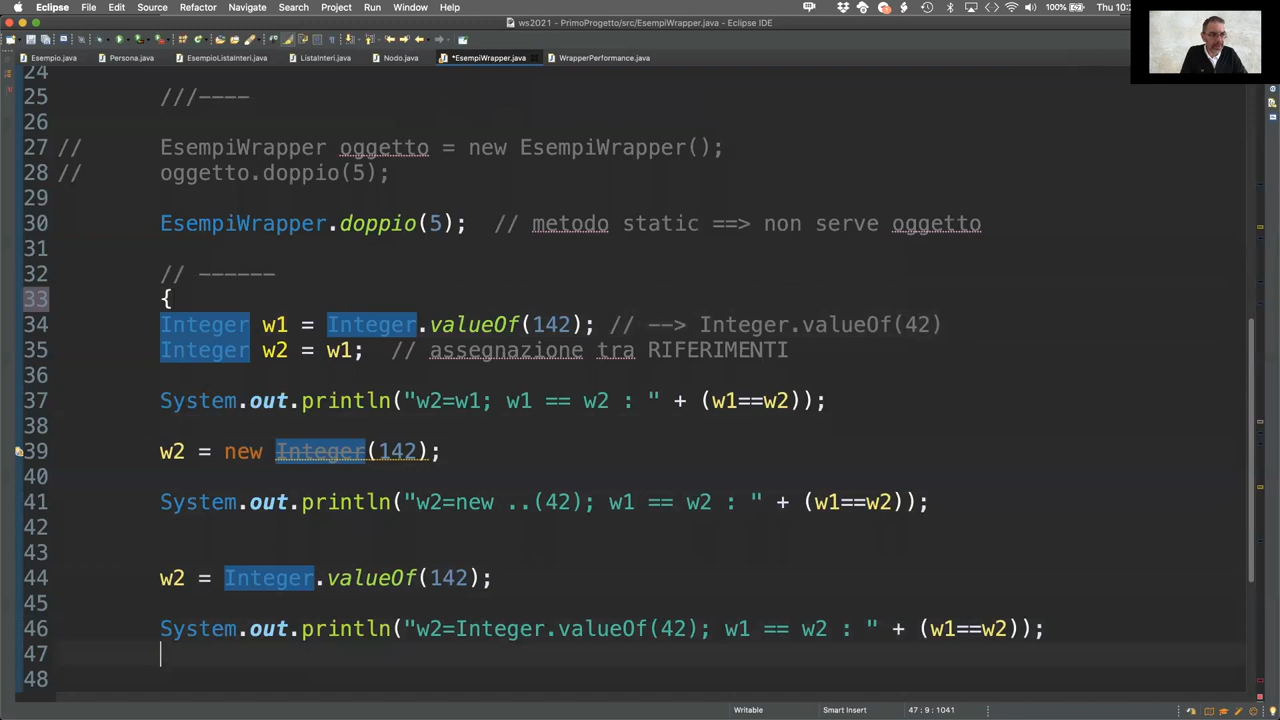 Eclipse File Edit Source Refactor Navigate Search Project Run Window Help 100% Thu 10:2
ws2021 - PrimoProgetto/src/EsempiWrapper.java - Eclipse IDE
Esempio.java Persona.java EsempioListaInteri.java ListaInteri.java Nodo.java *EsempiWrapper.java WrapperPerformance.java
24
25 ///----
26
27 // EsempiWrapper oggetto = new EsempiWrapper();
28 // oggetto.doppio(5);
29
30 EsempiWrapper.doppio(5); // metodo static ==> non serve oggetto
31
32 // ------
33 {
34 Integer w1 = Integer.valueOf(142); // --> Integer.valueOf(42)
35 Integer w2 = w1; // assegnazione tra RIFERIMENTI
36
37 System.out.println("w2=w1; w1 == w2 : " + (w1==w2));
38
39 w2 = new Integer(142);
40
41 System.out.println("w2=new ..(42); w1 == w2 : " + (w1==w2));
42
43
44 w2 = Integer.valueOf(142);
45
46 System.out.println("w2=Integer.valueOf(42); w1 == w2 : " + (w1==w2));
47
48
Writable Smart Insert 47 : 9 : 1041